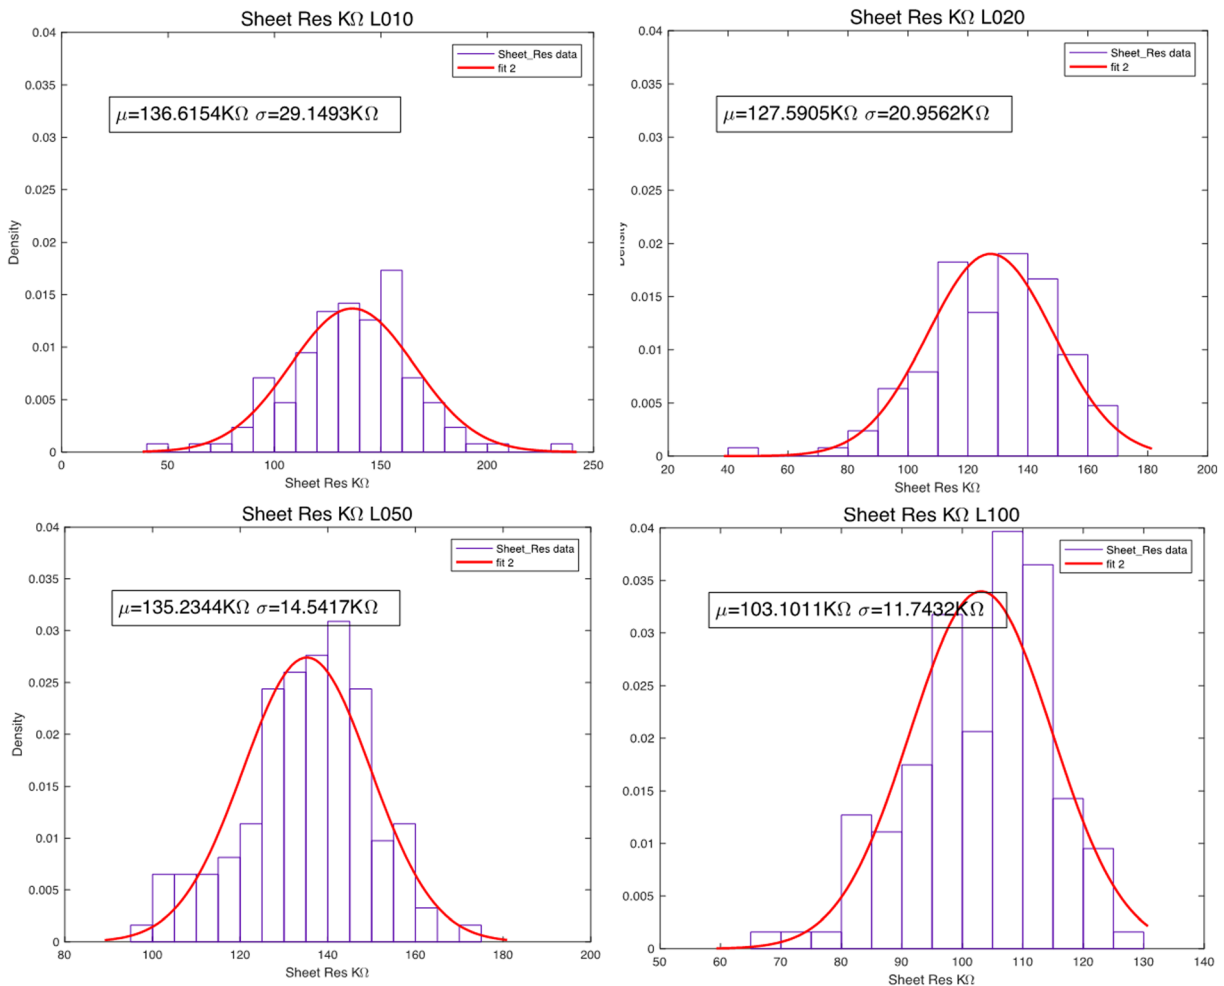 Sheet Res KΩ L010
0.04
0.035
0.03
0.025
0.02
0.015
0.01
0.005
0
Density
Sheet_Res data
fit 2
μ=136.6154KΩ σ=29.1493KΩ
0 50 100 150 200 250
Sheet Res KΩ
Sheet Res KΩ L020
0.04
0.035
0.03
0.025
0.02
0.015
0.01
0.005
0
Density
Sheet_Res data
fit 2
μ=127.5905KΩ σ=20.9562KΩ
20 40 60 80 100 120 140 160 180 200
Sheet Res KΩ
Sheet Res KΩ L050
0.04
0.035
0.03
0.025
0.02
0.015
0.01
0.005
0
Density
Sheet_Res data
fit 2
μ=135.2344KΩ σ=14.5417KΩ
80 100 120 140 160 180 200
Sheet Res KΩ
Sheet Res KΩ L100
0.04
0.035
0.03
0.025
0.02
0.015
0.01
0.005
0
Sheet_Res data
fit 2
μ=103.1011KΩ σ=11.7432KΩ
50 60 70 80 90 100 110 120 130 140
Sheet Res KΩ